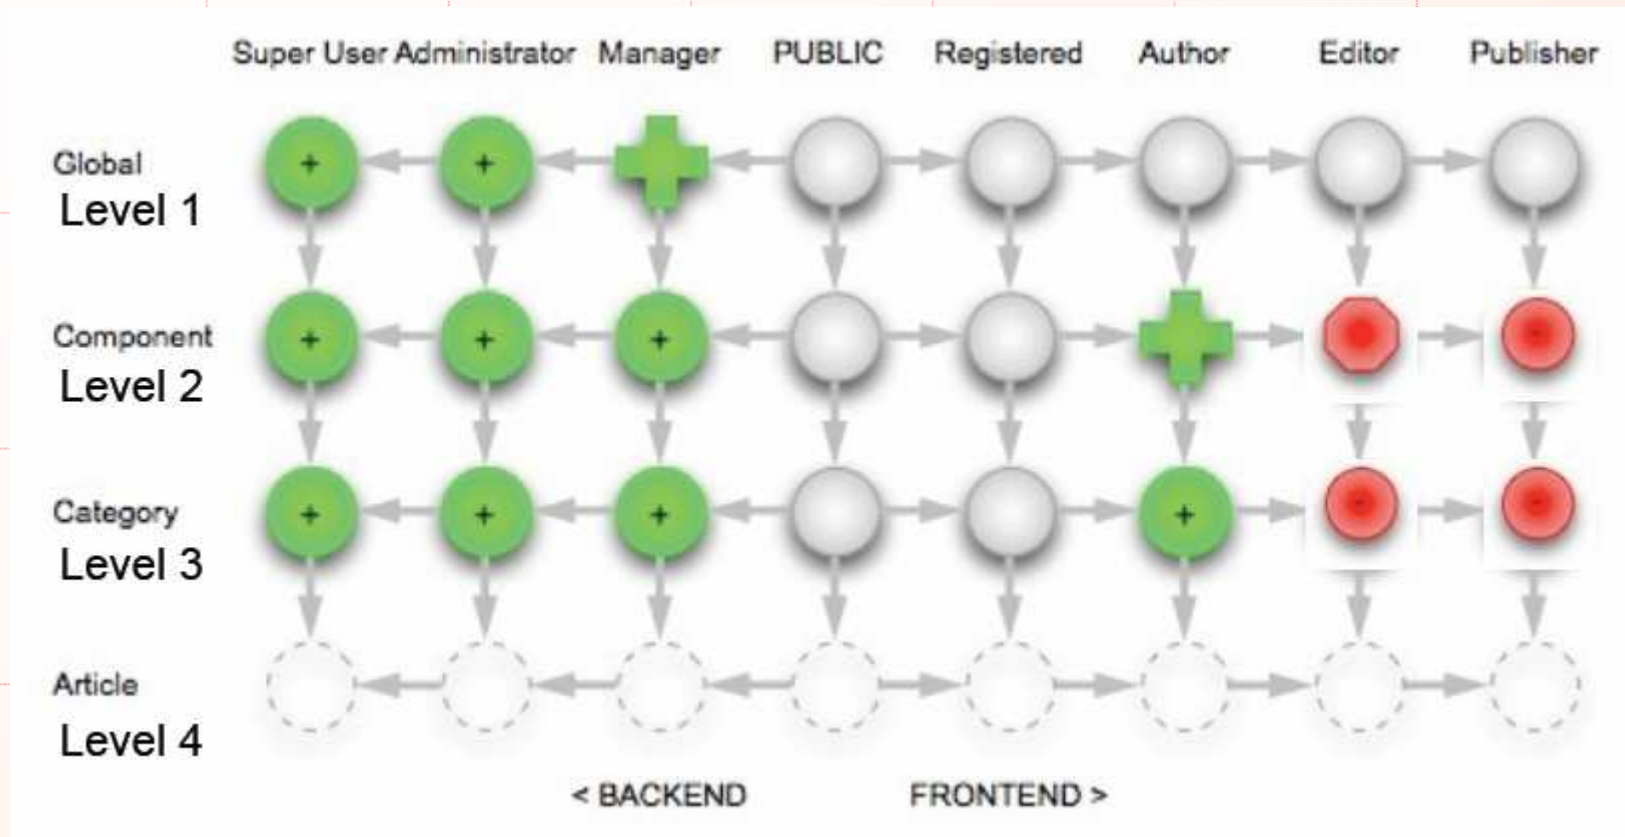 Super User Administrator Manager PUBLIC Registered Author Editor Publisher
Global
+ +
Level 1
Component
+ + + -
Level 2
Category
+ + + + - -
Level 3
Article
Level 4
< BACKEND FRONTEND >